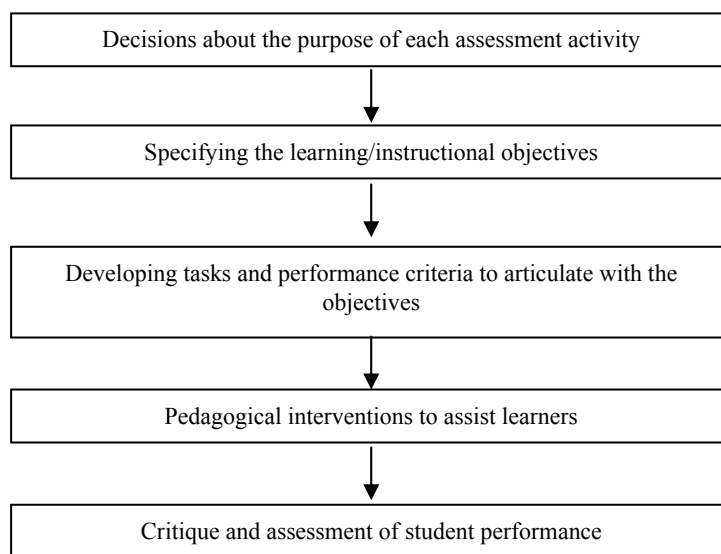 Decisions about the purpose of each assessment activity
Specifying the learning/instructional objectives
Developing tasks and performance criteria to articulate with the
objectives
Pedagogical interventions to assist learners
Critique and assessment of student performance